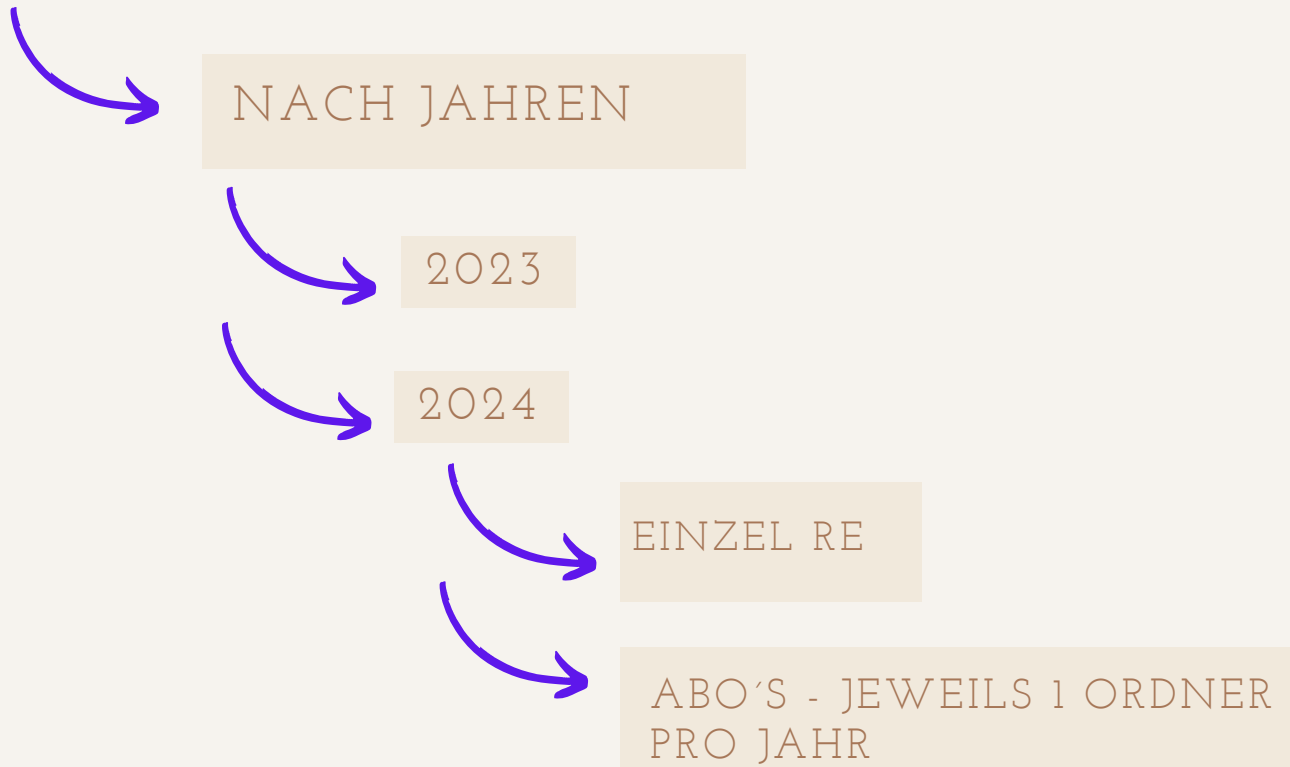 NACH JAHREN
2023
2024
EINZEL RE
ABO´S - JEWEILS 1 ORDNER
PRO JAHR